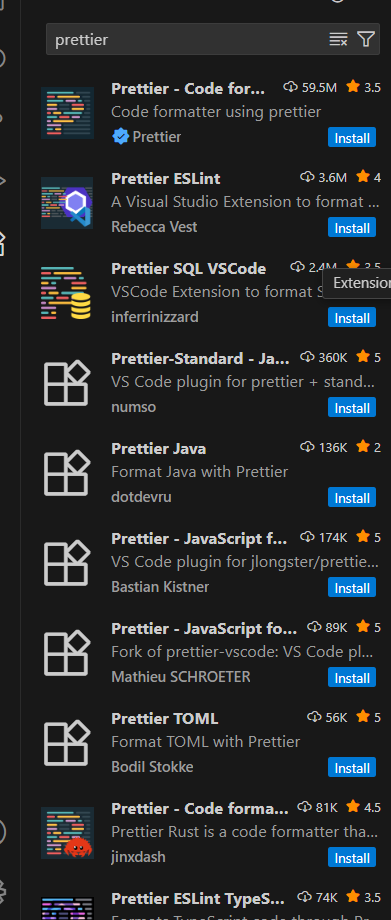 prettier
Prettier - Code for... 59.5M 3.5
Code formatter using prettier
Prettier Install
Prettier ESLint 3.6M 4
A Visual Studio Extension to format ...
Rebecca Vest Install
Prettier SQL VSCode 2.4M 3.5
VSCode Extension to format S
Extension
inferrinizzard Install
Prettier-Standard - Ja... 360K 5
VS Code plugin for prettier + stand...
numso Install
Prettier Java 136K 2
Format Java with Prettier
dotdevru Install
Prettier - JavaScript f... 174K 5
VS Code plugin for jlongster/prettie...
Bastian Kistner Install
Prettier - JavaScript fo... 89K 5
Fork of prettier-vscode: VS Code pl...
Mathieu SCHROETER Install
Prettier TOML 56K 5
Format TOML with Prettier
Bodil Stokke Install
Prettier - Code forma... 81K 4.5
Prettier Rust is a code formatter tha...
jinxdash Install
Prettier ESLint TypeS... 74K 3.5